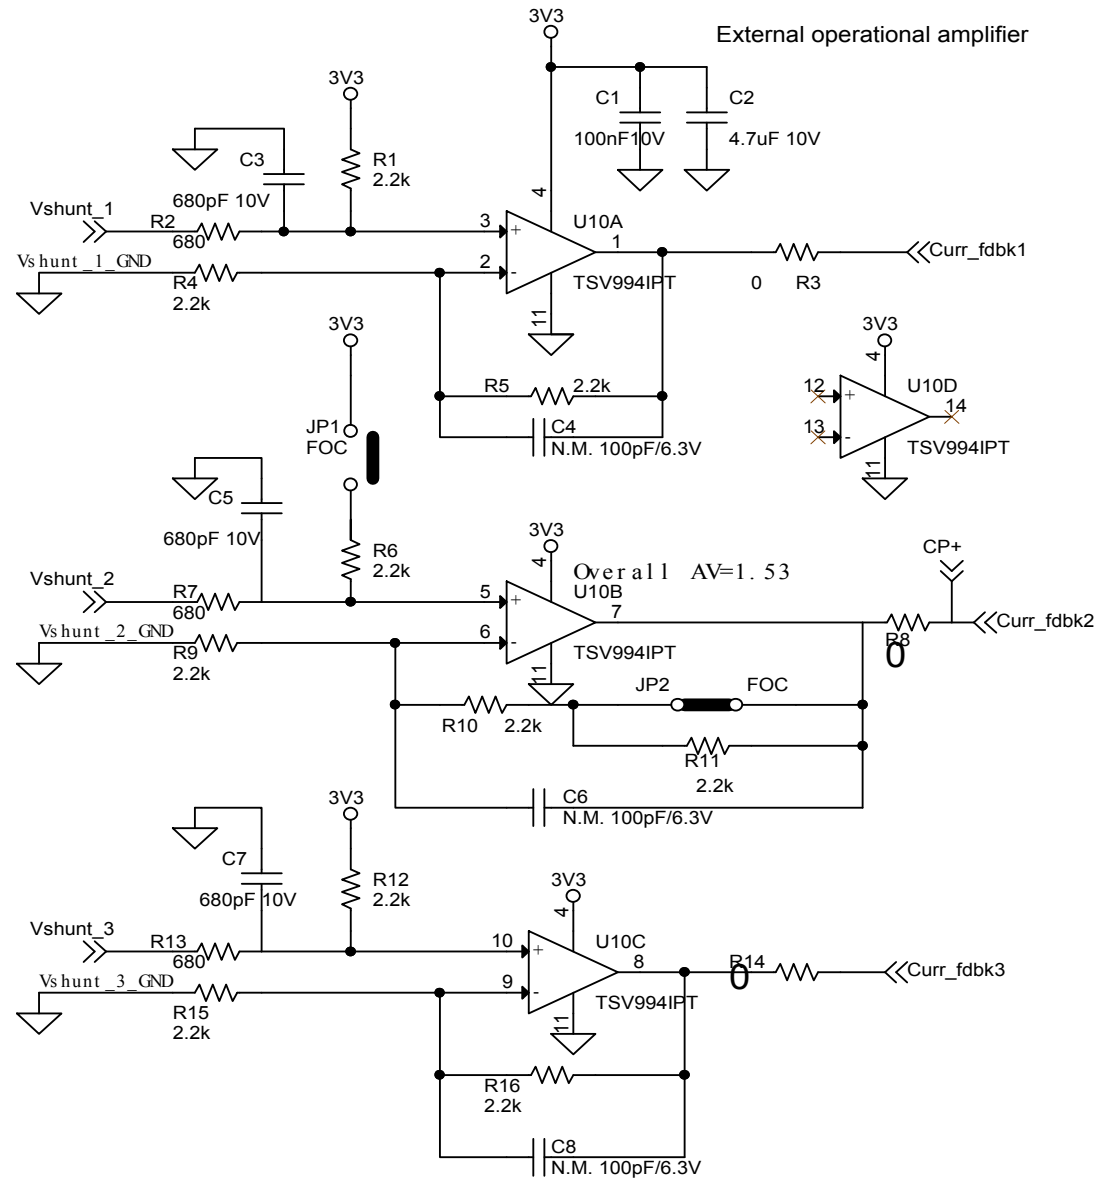 External operational amplifier
3V3
C1
100nF10V
C2
4.7uF 10V
3V3
R1
2.2k
C3
680pF 10V
Vshunt_1
R2
680
Vshunt_1_GND
R4
2.2k
3
+
2
-
4
U10A
1
TSV994IPT
11
0
R3
Curr_fdbk1
R5
2.2k
C4
N.M. 100pF/6.3V
3V3
4
12
+
U10D
14
13
-
TSV994IPT
11
3V3
JP1
FOC
C5
680pF 10V
R6
2.2k
Vshunt_2
R7
680
Vshunt_2_GND
R9
2.2k
3V3
4
Overall AV=1.53
U10B
5
+
7
6
-
TSV994IPT
11
CP+
R8
0
Curr_fdbk2
JP2
FOC
R10
2.2k
R11
2.2k
C6
N.M. 100pF/6.3V
3V3
C7
680pF 10V
R12
2.2k
Vshunt_3
R13
680
Vshunt_3_GND
R15
2.2k
3V3
4
U10C
10
+
8
9
-
TSV994IPT
11
R14
0
Curr_fdbk3
R16
2.2k
C8
N.M. 100pF/6.3V